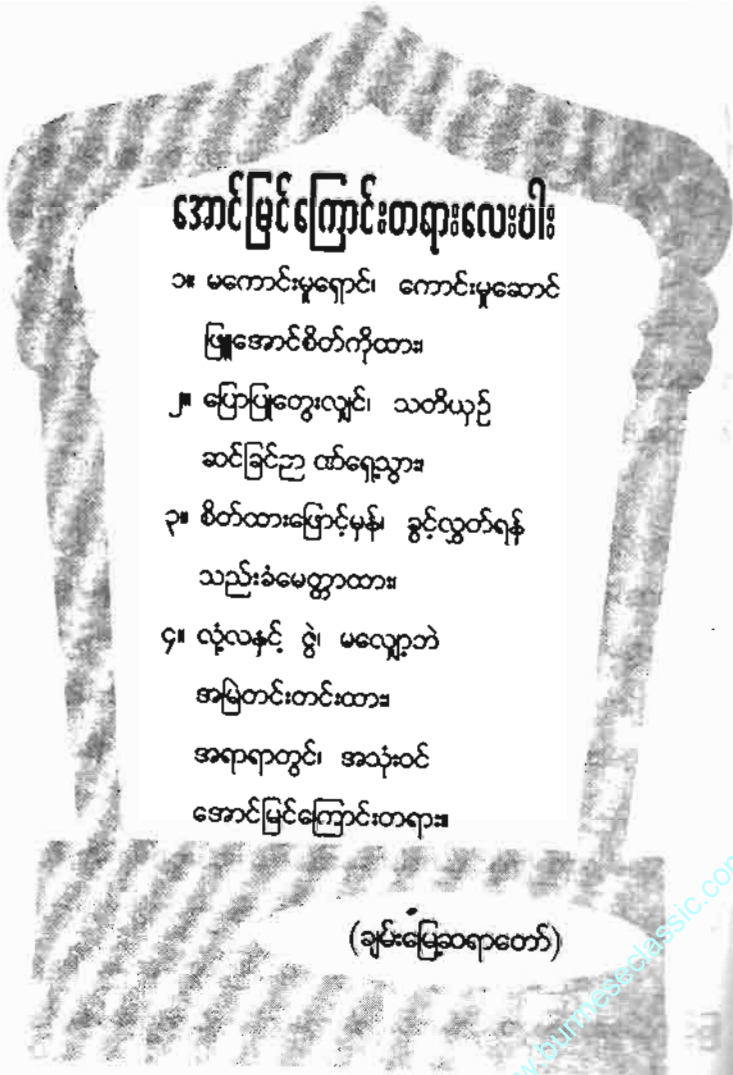 အောင်မြင်ကြောင်းတရားလေးပါး
၁။ မကောင်းမှုရှောင်၊ ကောင်းမှုဆောင်
ဖြူအောင်စိတ်ကိုထား။
၂။ ပြောပြုတွေးလျှင်၊ သတိယှဉ်
ဆင်ခြင်ဉာဏ်ရှေ့သွား။
၃။ စိတ်ထားဖြောင့်မှန်၊ ခွင့်လွှတ်ရန်
သည်းခံမေတ္တာထား။
၄။ လုံ့လနှင့် ဇွဲ၊ မလျှော့ဘဲ
အမြဲတင်းတင်းထား။
အရာရာတွင်၊ အသုံးဝင်
အောင်မြင်ကြောင်းတရား။
(ချမ်းမြေ့ဆရာတော်)
www.burmeseclassic.com